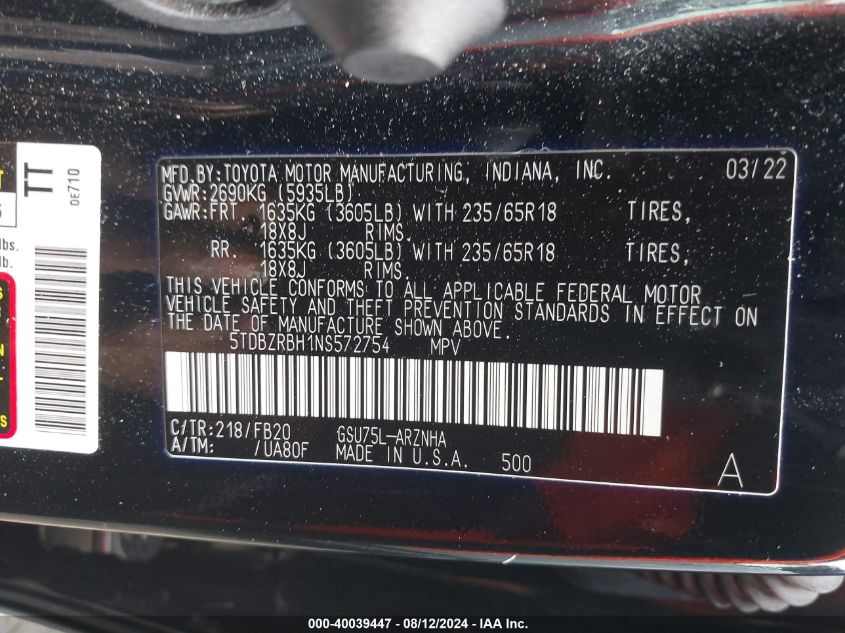 TT
DE710
lbs.
lb.
MFD.BY:TOYOTA MOTOR MANUFACTURING, INDIANA, INC. 03/22
GVWR:2690KG (5935LB)
GAWR:FRT. 1635KG (3605LB) WITH 235/65R18 TIRES,
18X8J RIMS,
RR. 1635KG (3605LB) WITH 235/65R18 TIRES,
18X8J RIMS,
THIS VEHICLE CONFORMS TO ALL APPLICABLE FEDERAL MOTOR
VEHICLE SAFETY AND THEFT PREVENTION STANDARDS IN EFFECT ON
THE DATE OF MANUFACTURE SHOWN ABOVE.
5TDBZRBH1NS572754 MPV
C/TR:218/FB20 GSU75L-ARZNHA
A/TM: /UA80F MADE IN U.S.A. 500 A
000-40039447 - 08/12/2024 - IAA Inc.